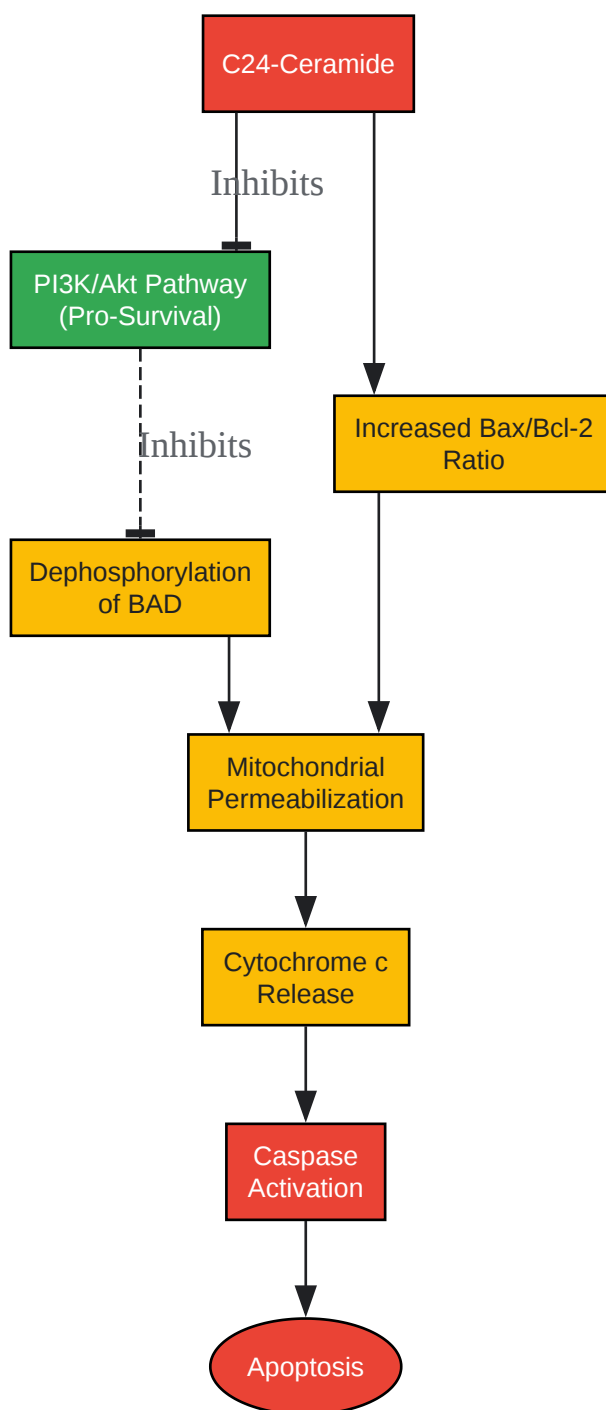 C24-Ceramide
Inhibits
PI3K/Akt Pathway
(Pro-Survival)
Increased Bax/Bcl-2
Ratio
Inhibits
Dephosphorylation
of BAD
Mitochondrial
Permeabilization
Cytochrome c
Release
Caspase
Activation
Apoptosis